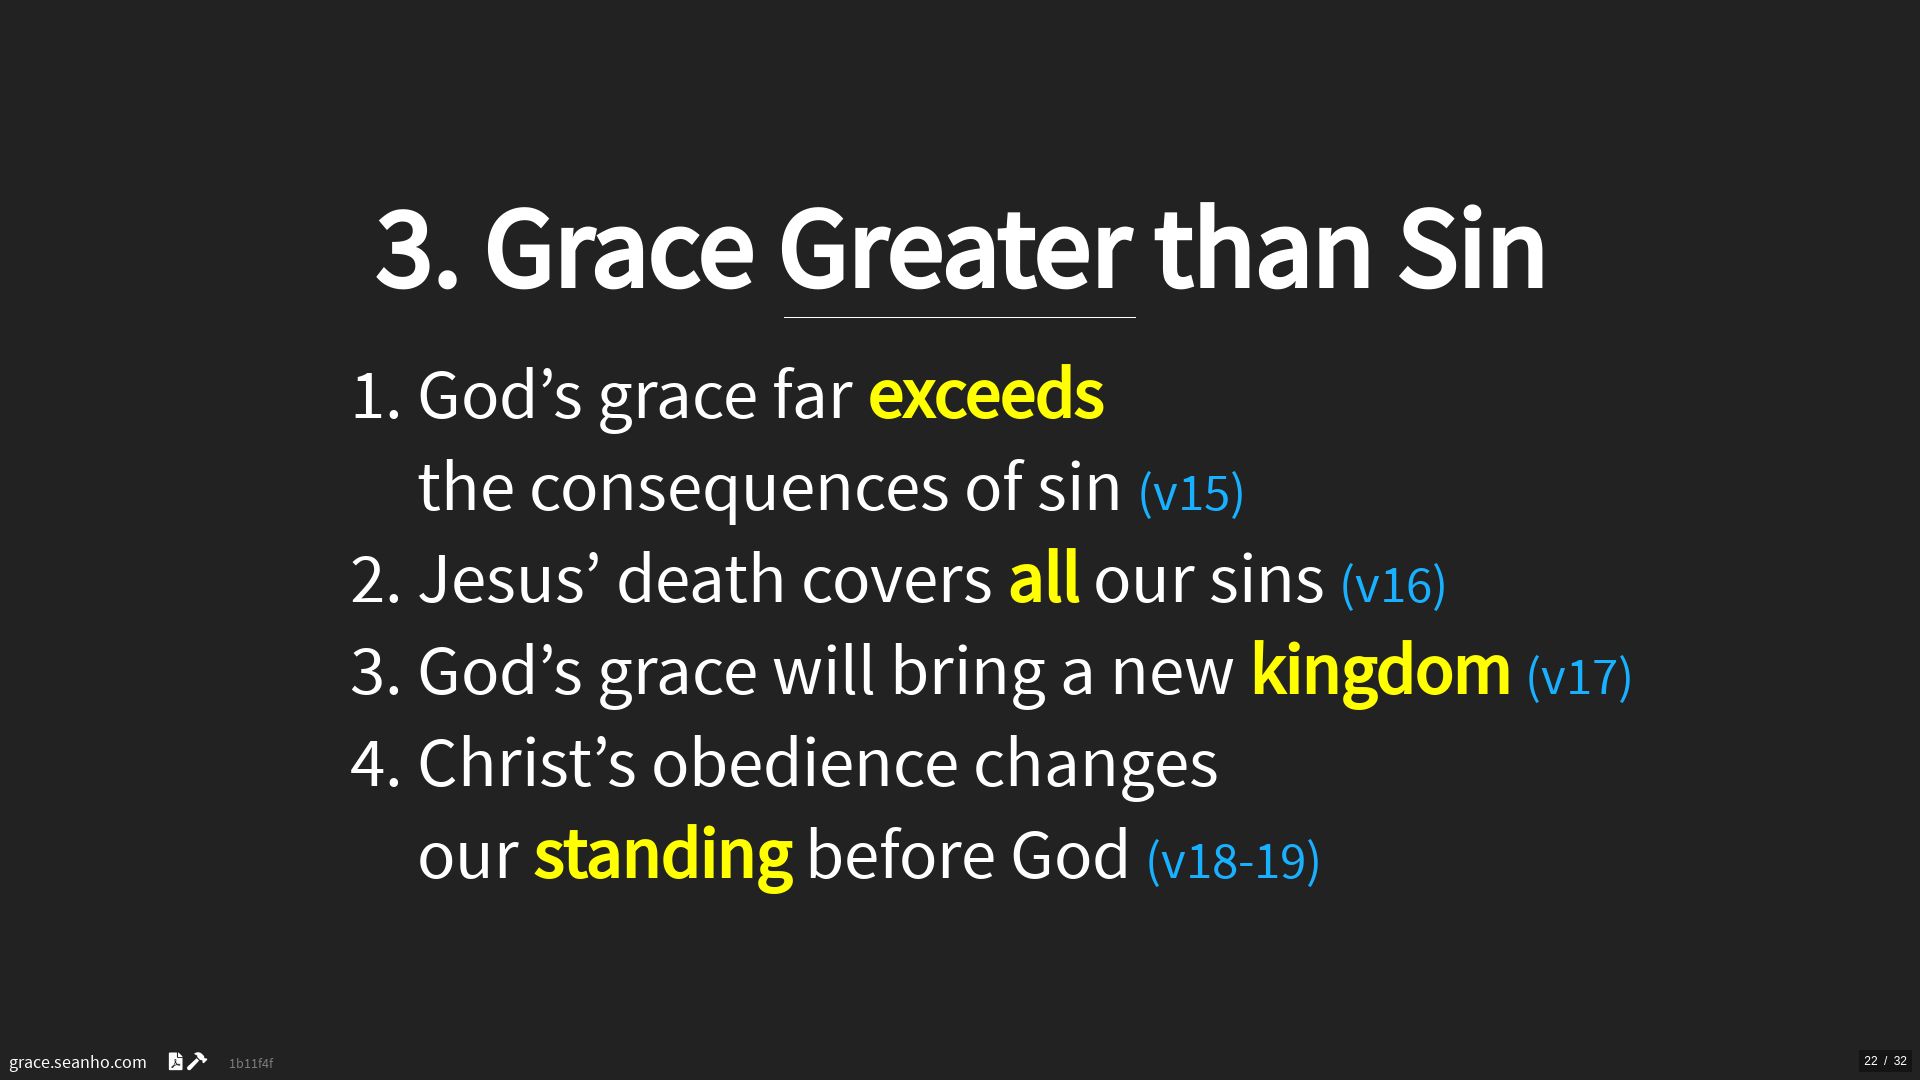 3. Grace Greater than Sin
1. God’s grace far exceeds
the consequences of sin (v15)
2. Jesus’ death covers all our sins (v16)
3. God’s grace will bring a new kingdom (v17)
4. Christ’s obedience changes
our standing before God (v18-19)
grace.seanho.com 1b11f4f
22 / 32